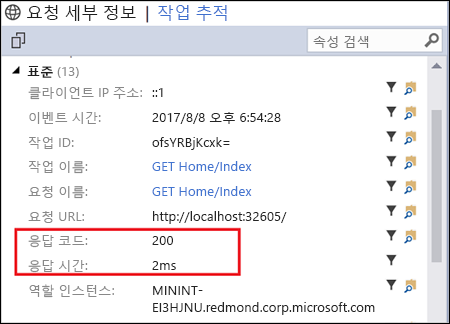 요청 세부 정보 | 작업 추적
속성 검색
표준 (13)
클라이언트 IP 주소: ::1
이벤트 시간: 2017/8/8 오후 6:54:28
작업 ID: ofsYRBjKcxk=
작업 이름: GET Home/Index
요청 이름: GET Home/Index
요청 URL: http://localhost:32605/
응답 코드: 200
응답 시간: 2ms
역할 인스턴스: MININT-
EI3HJNU.redmond.corp.microsoft.com